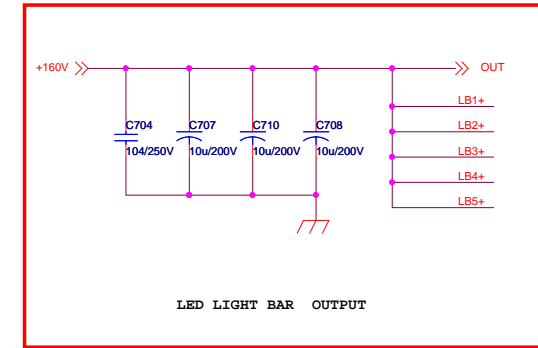 +160V OUT
LB1+
LB2+
LB3+
LB4+
LB5+
C704 C707 C710 C708
104/250V 10u/200V 10u/200V 10u/200V
LED LIGHT BAR OUTPUT